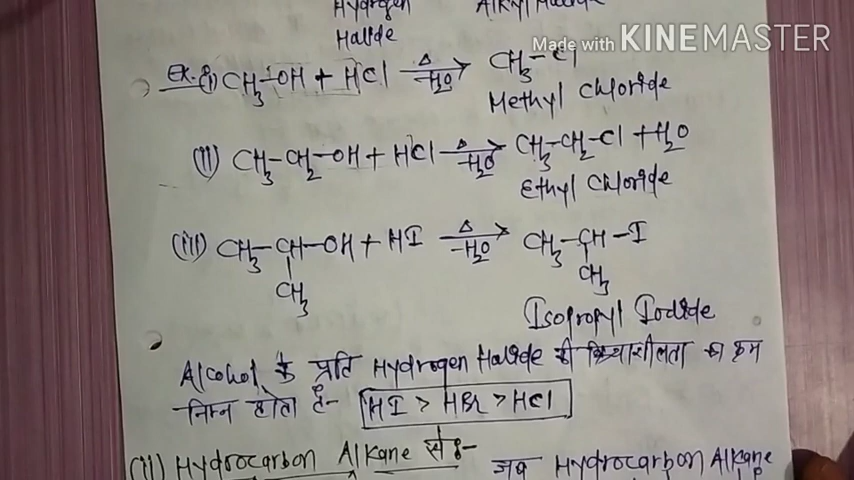 Hydrogen Alkyl Halide
Halide
Made with KINEMASTER
Ex.:- (i) CH3-OH + HCl Δ→ -H2O CH3-Cl
Methyl Chloride
(ii) CH3-CH2-OH + HCl Δ→ -H2O CH3-CH2-Cl + H2O
Ethyl Chloride
(iii) CH3-CH-OH + HI Δ→ -H2O CH3-CH-I
CH3 CH3
Isopropyl Iodide
Alcohol के प्रति Hydrogen Halide की क्रियाशीलता का क्रम
निम्न होता है- HI > HBr > HCl
(ii) Hydrocarbon Alkane से:- जब Hydrocarbon Alkane